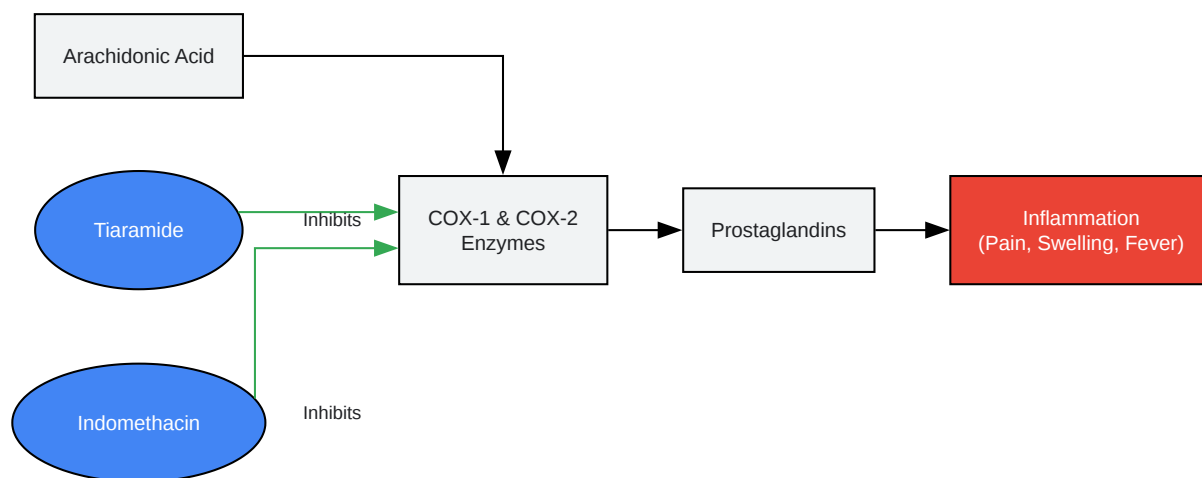 Arachidonic Acid
Tiaramide
Inhibits
COX-1 & COX-2
Enzymes
Prostaglandins
Inflammation
(Pain, Swelling, Fever)
Indomethacin
Inhibits